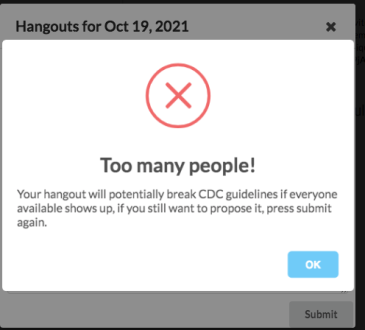 Hangouts for Oct 19, 2021
Too many people!
Your hangout will potentially break CDC guidelines if everyone
available shows up, if you still want to propose it, press submit
again.
OK
Submit